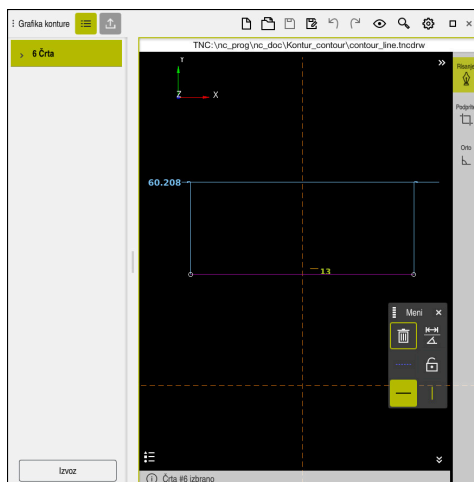 Grafika konture
TNC:\nc_prog\nc_doc\Kontur_contour\contour_line.tncdrw
6 Črta
Y
Z
X
60.208
13
Risanje
Orto
Meni
Izvoz
Črta #6 izbrano